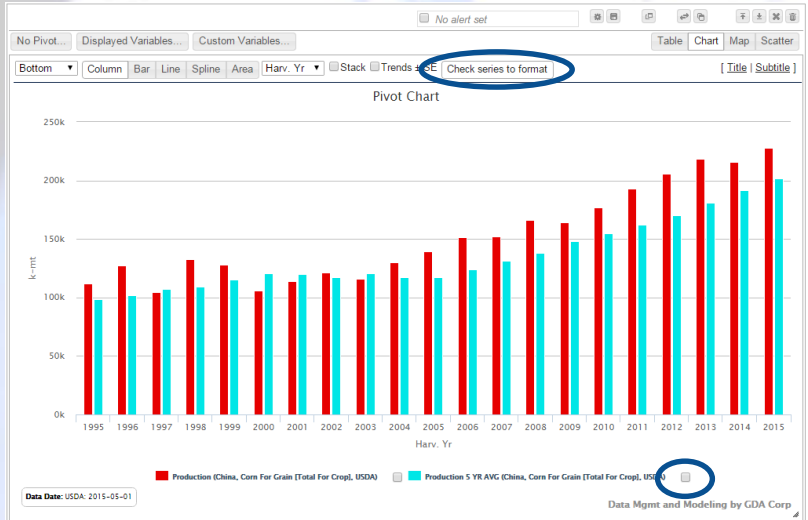 No alert set
No Pivot... Displayed Variables... Custom Variables... Table Chart Map Scatter
Bottom Column Bar Line Spline Area Harv. Yr Stack Trends ± SE Check series to format [ Title | Subtitle ]
Pivot Chart
250k
200k
150k
100k
50k
0k
k-mt
1995 1996 1997 1998 1999 2000 2001 2002 2003 2004 2005 2006 2007 2008 2009 2010 2011 2012 2013 2014 2015
Harv. Yr
Production (China, Corn For Grain [Total For Crop], USDA) Production 5 YR AVG (China, Corn For Grain [Total For Crop], USDA)
Data Date: USDA: 2015-05-01
Data Mgmt and Modeling by GDA Corp